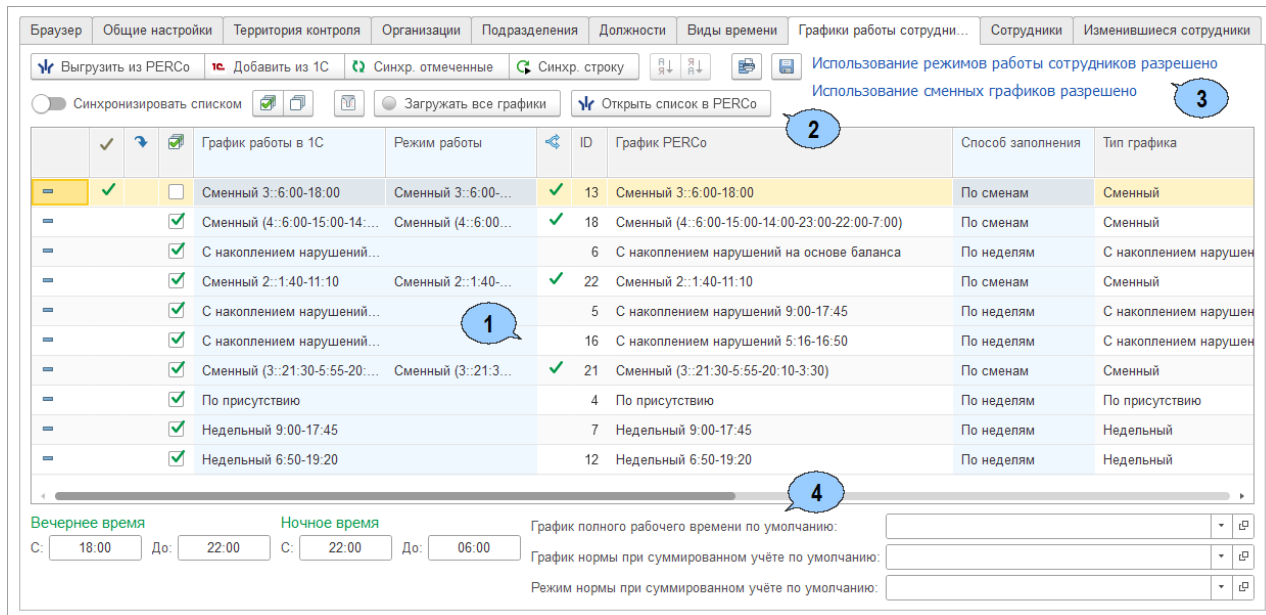 Браузер Общие настройки Территория контроля Организации Подразделения Должности Виды времени Графики работы сотрудни... Сотрудники Изменившиеся сотрудники
Выгрузить из PERCo 1С Добавить из 1С Синхр. отмеченные Синхр. строку Использование режимов работы сотрудников разрешено
Использование сменных графиков разрешено 3
Синхронизировать списком Загружать все графики Открыть список в PERCo
2
График работы в 1С Режим работы ID График PERCo Способ заполнения Тип графика
Сменный 3::6:00-18:00 Сменный 3::6:00-... 13 Сменный 3::6:00-18:00 По сменам Сменный
Сменный (4::6:00-15:00-14:... Сменный (4::6:00... 18 Сменный (4::6:00-15:00-14:00-23:00-22:00-7:00) По сменам Сменный
С накоплением нарушений... 6 С накоплением нарушений на основе баланса По неделям С накоплением нарушен
Сменный 2::1:40-11:10 Сменный 2::1:40-... 22 Сменный 2::1:40-11:10 По сменам Сменный
С накоплением нарушений... 5 С накоплением нарушений 9:00-17:45 По неделям С накоплением нарушен
1
С накоплением нарушений... 16 С накоплением нарушений 5:16-16:50 По неделям С накоплением нарушен
Сменный (3::21:30-5:55-20:... Сменный (3::21:3... 21 Сменный (3::21:30-5:55-20:10-3:30) По сменам Сменный
По присутствию 4 По присутствию По неделям По присутствию
Недельный 9:00-17:45 7 Недельный 9:00-17:45 По неделям Недельный
Недельный 6:50-19:20 12 Недельный 6:50-19:20 По неделям Недельный
4
Вечернее время Ночное время График полного рабочего времени по умолчанию:
С: 18:00 До: 22:00 С: 22:00 До: 06:00
График нормы при суммированном учёте по умолчанию:
Режим нормы при суммированном учёте по умолчанию: